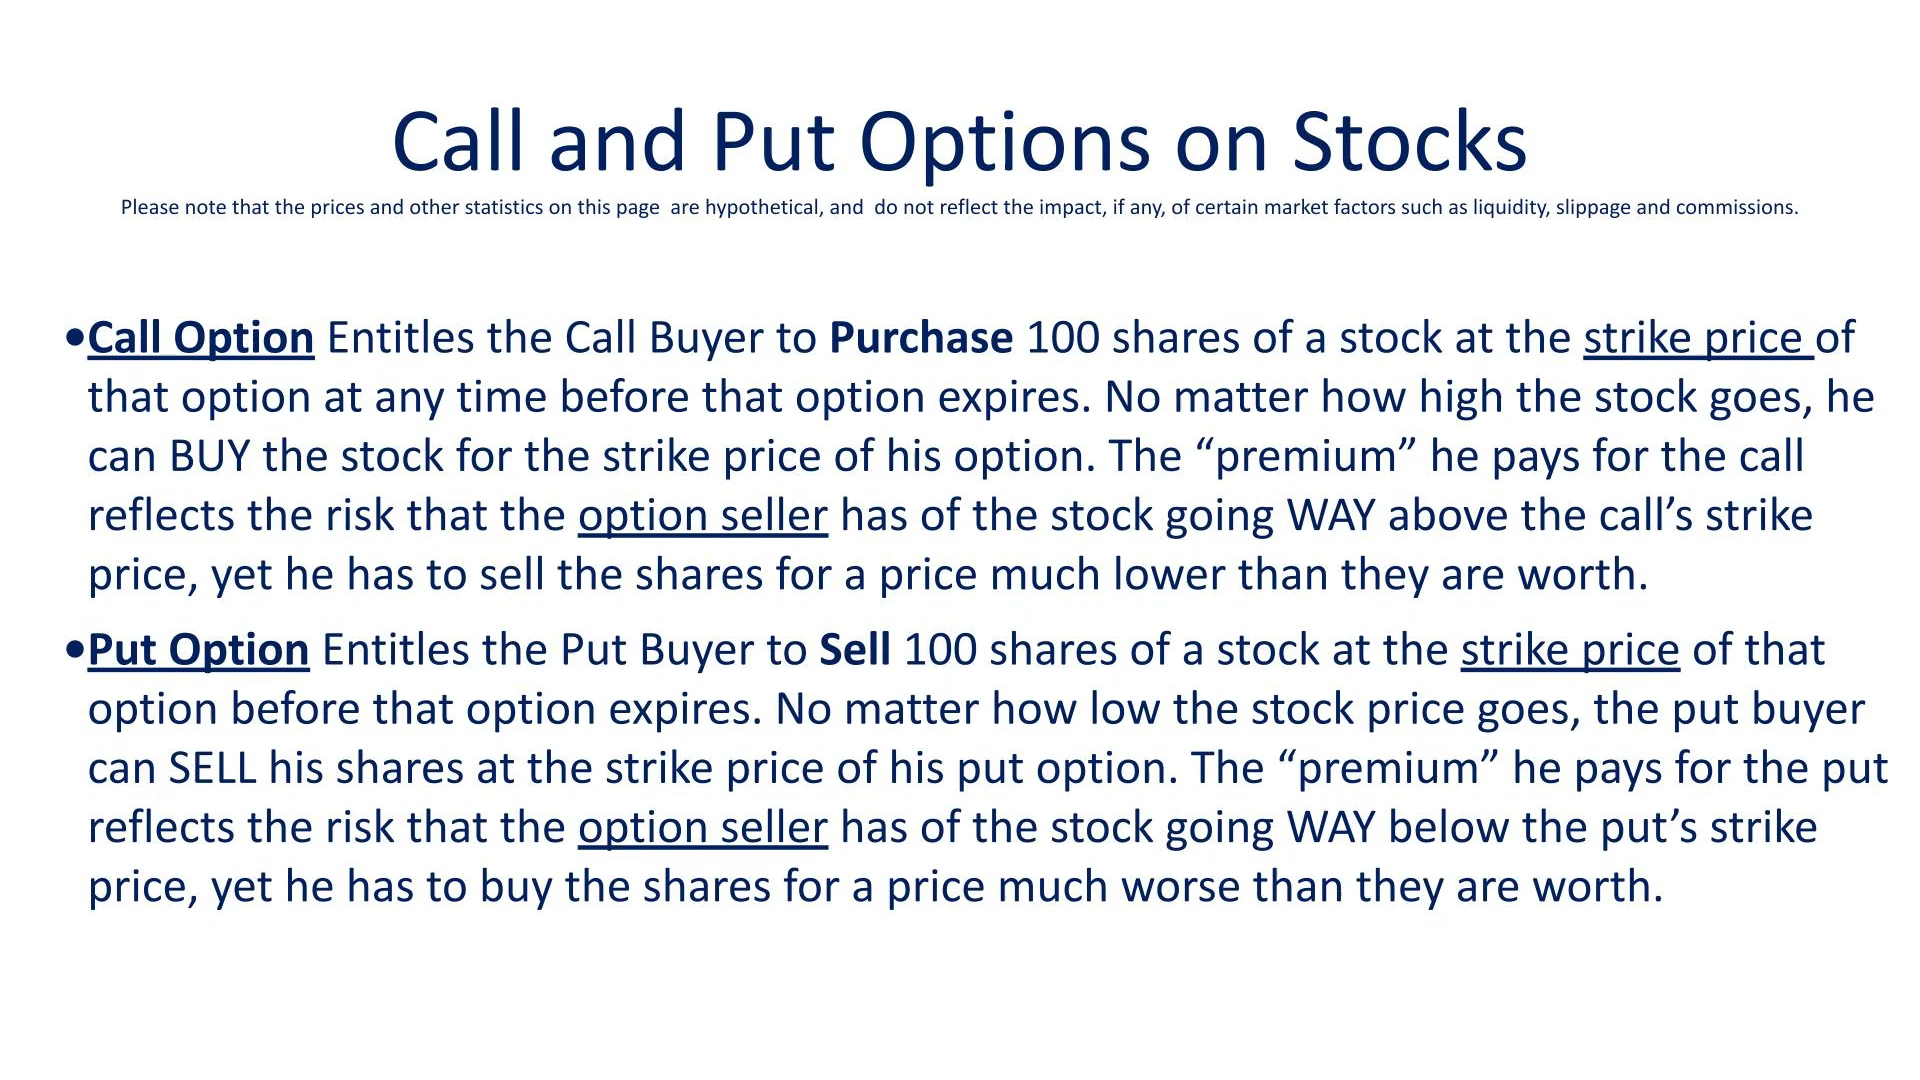 Call and Put Options on Stocks
Please note that the prices and other statistics on this page  are hypothetical, and  do not reflect the impact, if any, of certain market factors such as liquidity, slippage and commissions.
•Call Option Entitles the Call Buyer to Purchase 100 shares of a stock at the strike price of
that option at any time before that option expires. No matter how high the stock goes, he
can BUY the stock for the strike price of his option. The “premium” he pays for the call
reflects the risk that the option seller has of the stock going WAY above the call’s strike
price, yet he has to sell the shares for a price much lower than they are worth.
•Put Option Entitles the Put Buyer to Sell 100 shares of a stock at the strike price of that
option before that option expires. No matter how low the stock price goes, the put buyer
can SELL his shares at the strike price of his put option. The “premium” he pays for the put
reflects the risk that the option seller has of the stock going WAY below the put’s strike
price, yet he has to buy the shares for a price much worse than they are worth.